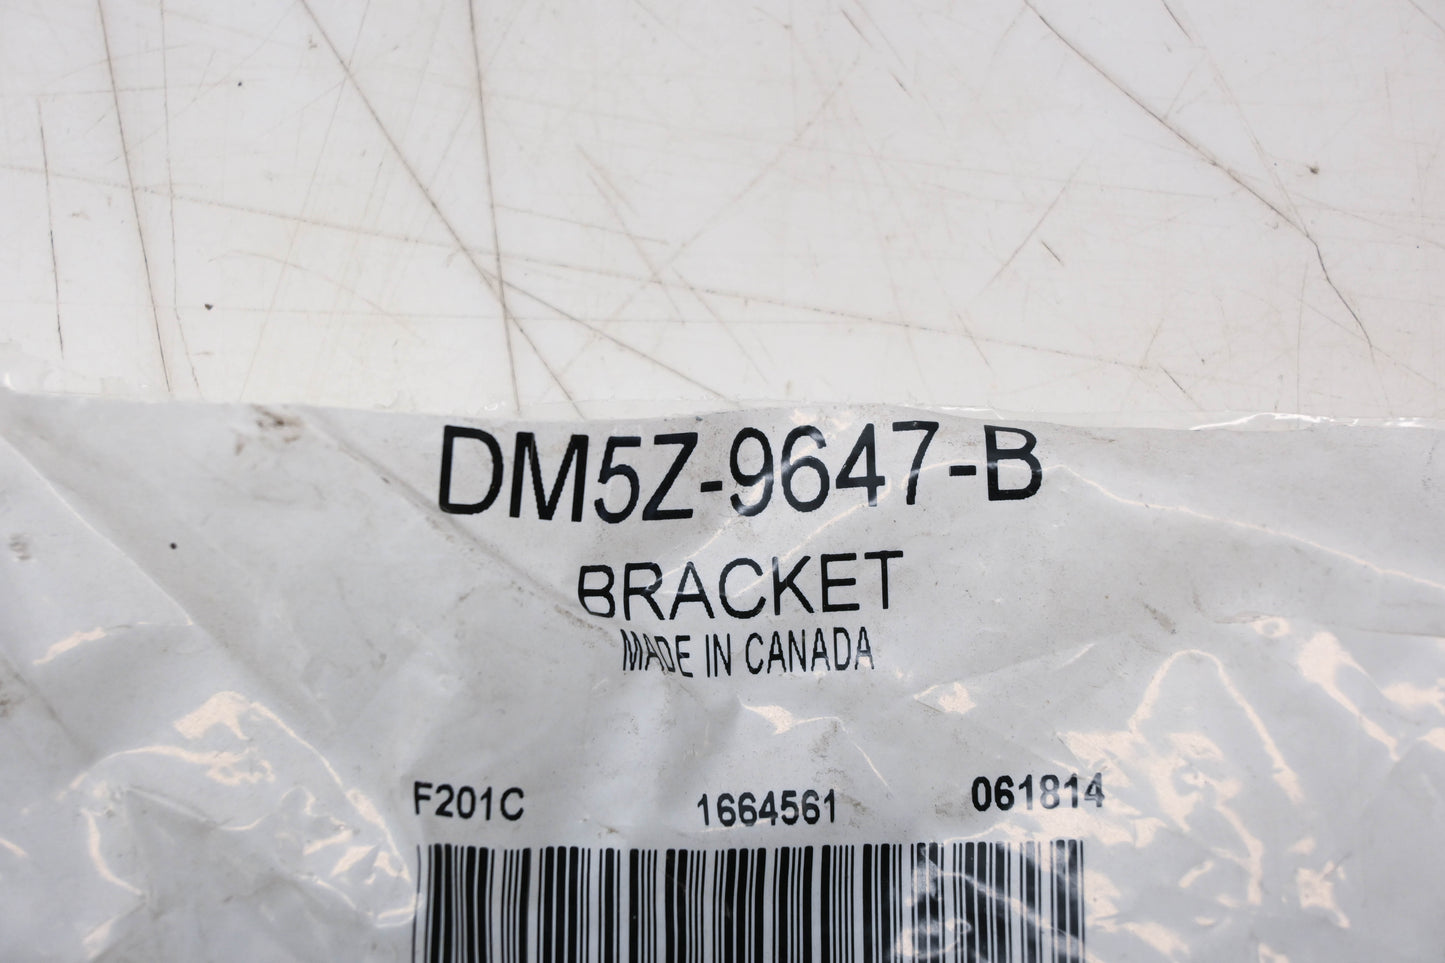 DM5Z-9647-B
BRACKET
MADE IN CANADA
F201C 1664561 061814